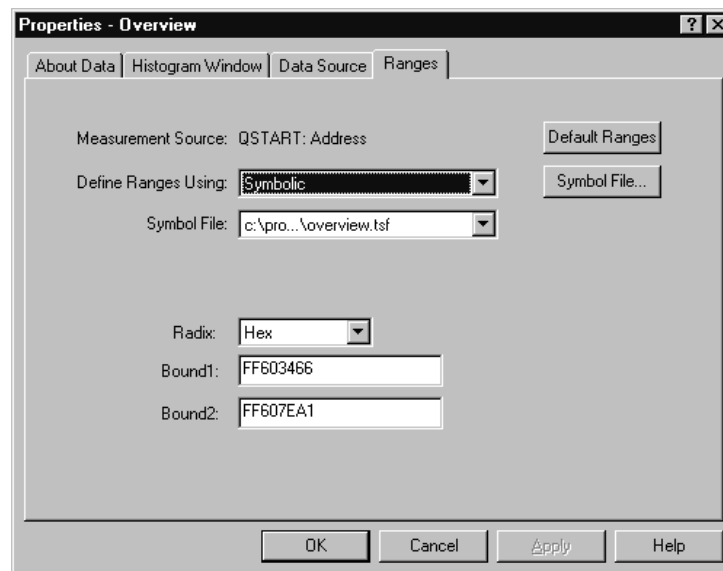 Properties - Overview
About Data Histogram Window Data Source Ranges
Measurement Source: QSTART: Address Default Ranges
Define Ranges Using: Symbolic Symbol File...
Symbol File: c:\pro...\overview.tsf
Radix: Hex
Bound1: FF603466
Bound2: FF607EA1
OK Cancel Apply Help